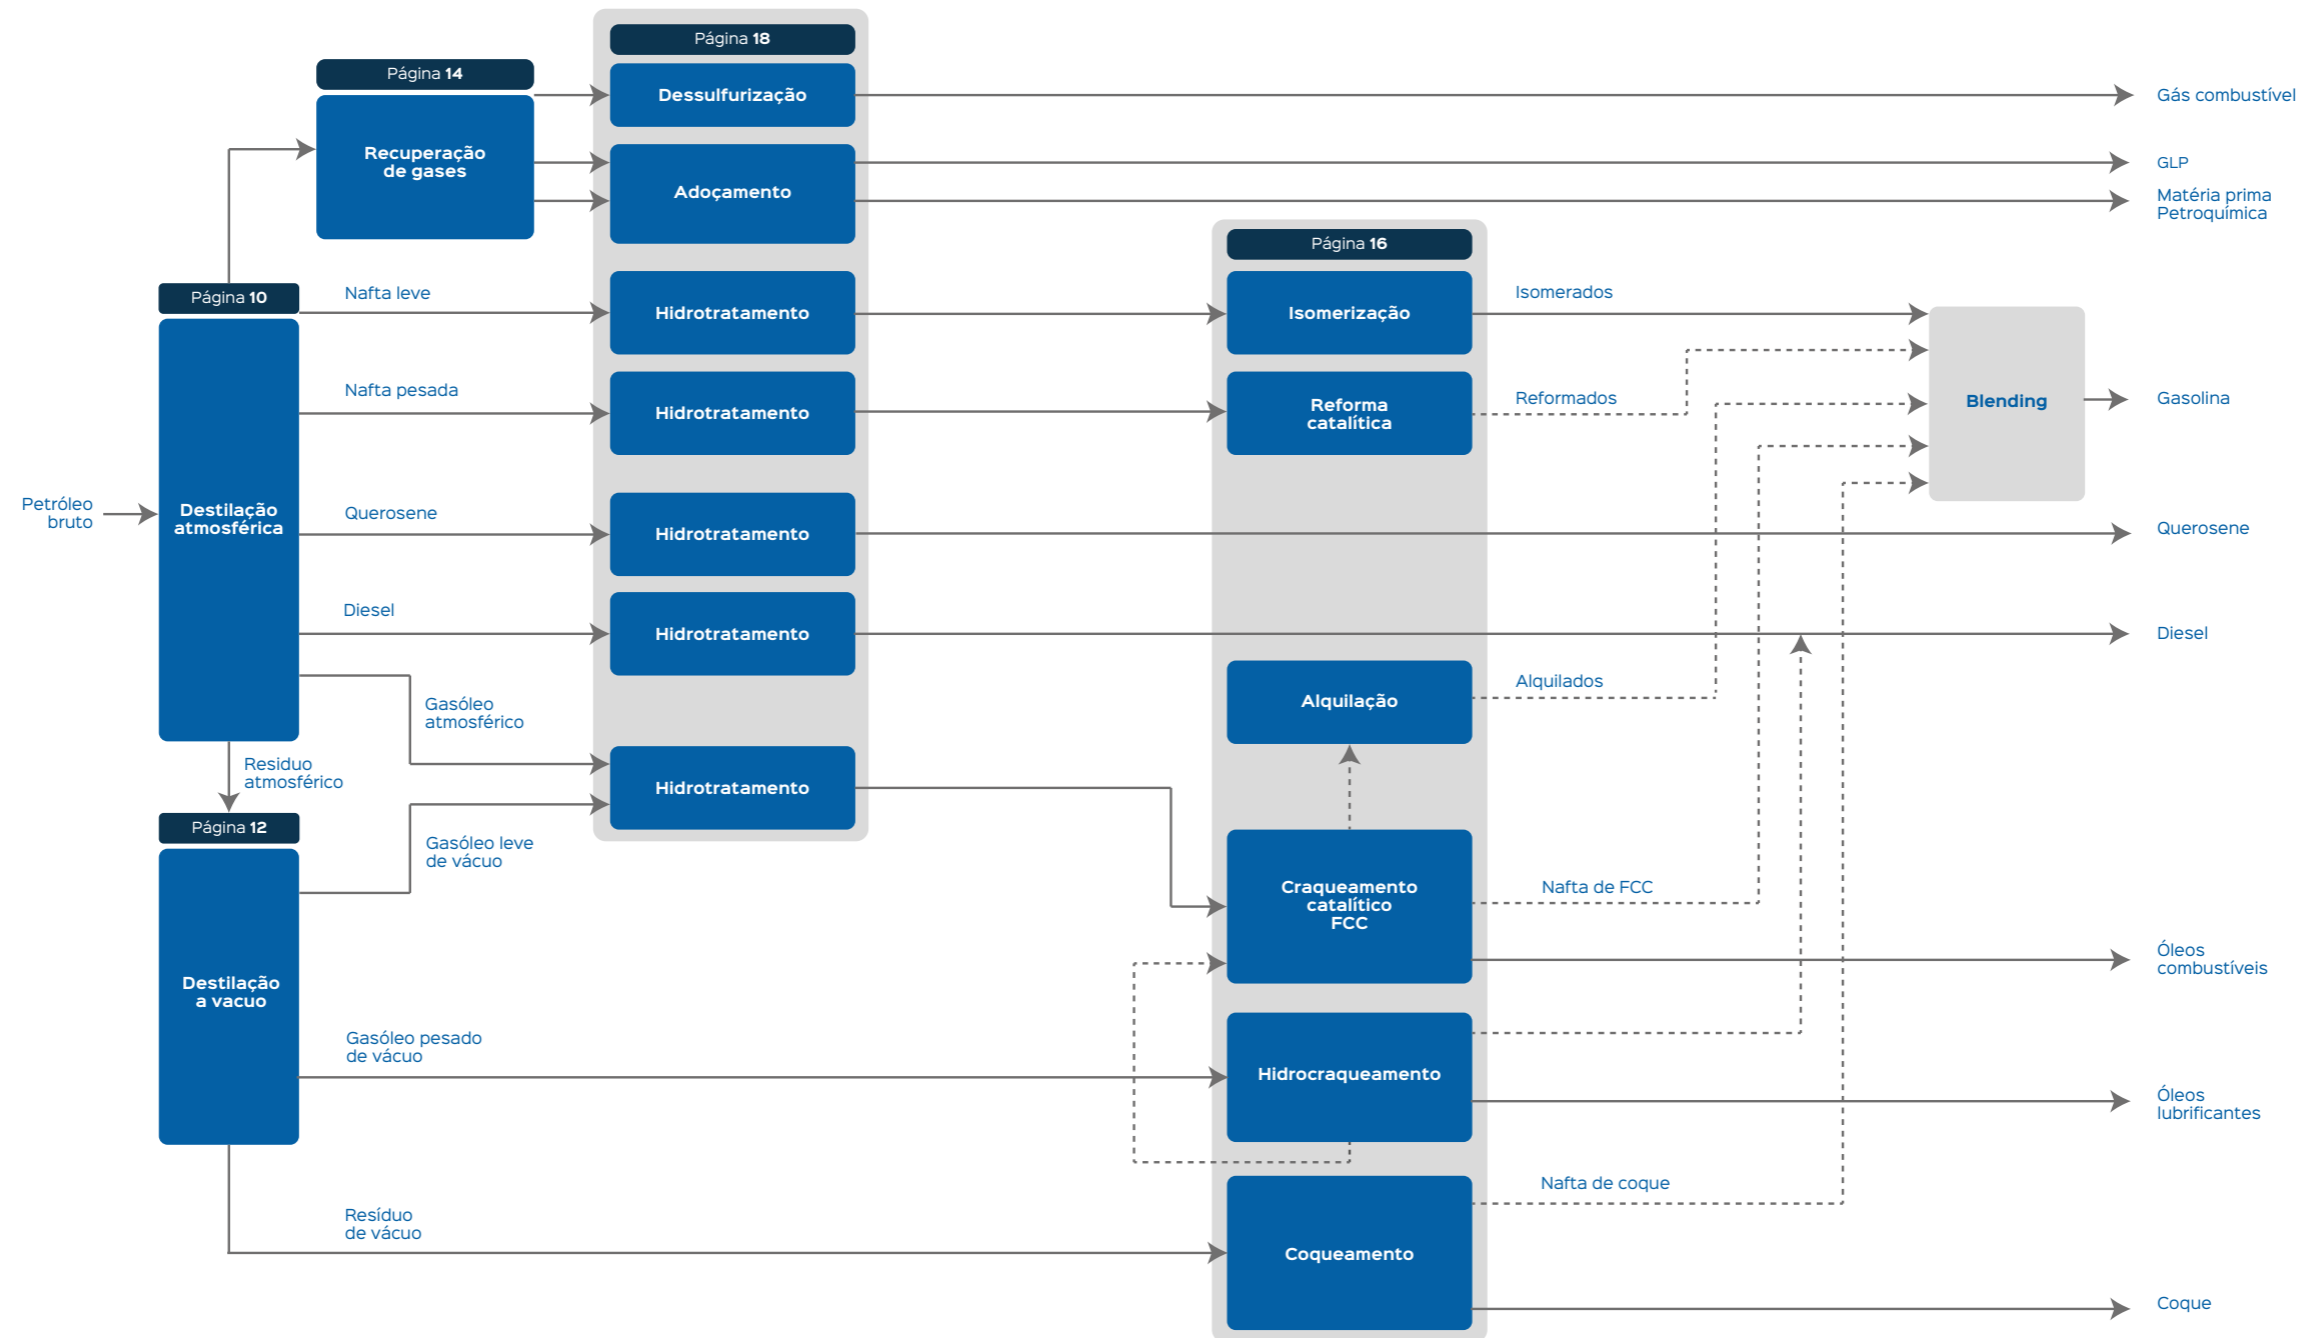 Página 18
Página 14
Dessulfurização
Gás combustível
Recuperação
de gases
Adoçamento
GLP
Matéria prima
Petroquímica
Página 16
Página 10
Nafta leve
Hidrotratamento
Isomerização
Isomerados
Nafta pesada
Hidrotratamento
Reforma
catalítica
Reformados
Blending
Gasolina
Petróleo
bruto
Destilação
atmosférica
Querosene
Hidrotratamento
Querosene
Diesel
Hidrotratamento
Diesel
Gasóleo
atmosférico
Alquilação
Alquilados
Residuo
atmosférico
Hidrotratamento
Página 12
Gasóleo leve
de vácuo
Craqueamento
catalítico
FCC
Nafta de FCC
Óleos
combustíveis
Destilação
a vacuo
Gasóleo pesado
de vácuo
Hidrocraqueamento
Óleos
lubrificantes
Nafta de coque
Resíduo
de vácuo
Coqueamento
Coque